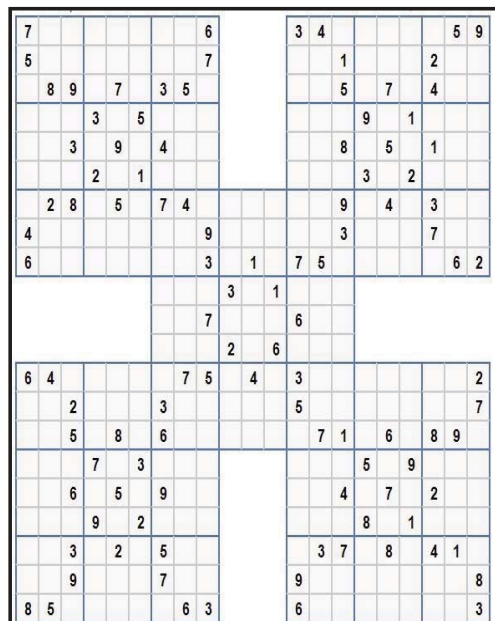 7 6 3 4 5 9
5 7 1 2
8 9 7 3 5 5 7 4
3 5 9 1
3 9 4 8 5 1
2 1 3 2
2 8 5 7 4 9 4 3
4 9 3 7
6 3 1 7 5 6 2
3 1
7 6
2 6
6 4 7 5 4 3 2
2 3 5 7
5 8 6 7 1 6 8 9
7 3 5 9
6 5 9 4 7 2
9 2 8 1
3 2 5 3 7 8 4 1
9 7 9 8
8 5 6 3 6 3